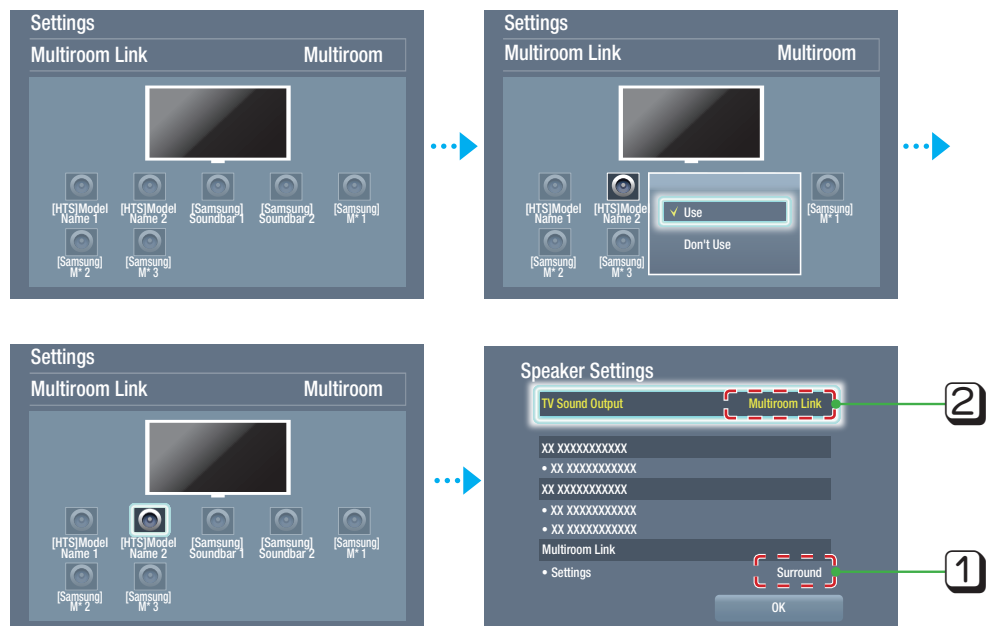 Settings
Multiroom Link Multiroom
[HTS]Model Name 1
[HTS]Model Name 2
[Samsung] Soundbar 1
[Samsung] Soundbar 2
[Samsung] M* 1
[Samsung] M* 2
[Samsung] M* 3
Settings
Multiroom Link Multiroom
[HTS]Model Name 1
[HTS]Mode Name 2
✓ Use
Don't Use
[Samsung] M* 1
[Samsung] M* 2
[Samsung] M* 3
Settings
Multiroom Link Multiroom
[HTS]Model Name 1
[HTS]Model Name 2
[Samsung] Soundbar 1
[Samsung] Soundbar 2
[Samsung] M* 1
[Samsung] M* 2
[Samsung] M* 3
Speaker Settings
TV Sound Output Multiroom Link
2
XX XXXXXXXXXXX
• XX XXXXXXXXXXX
XX XXXXXXXXXXX
• XX XXXXXXXXXXX
• XX XXXXXXXXXXX
Multiroom Link
• Settings Surround
1
OK